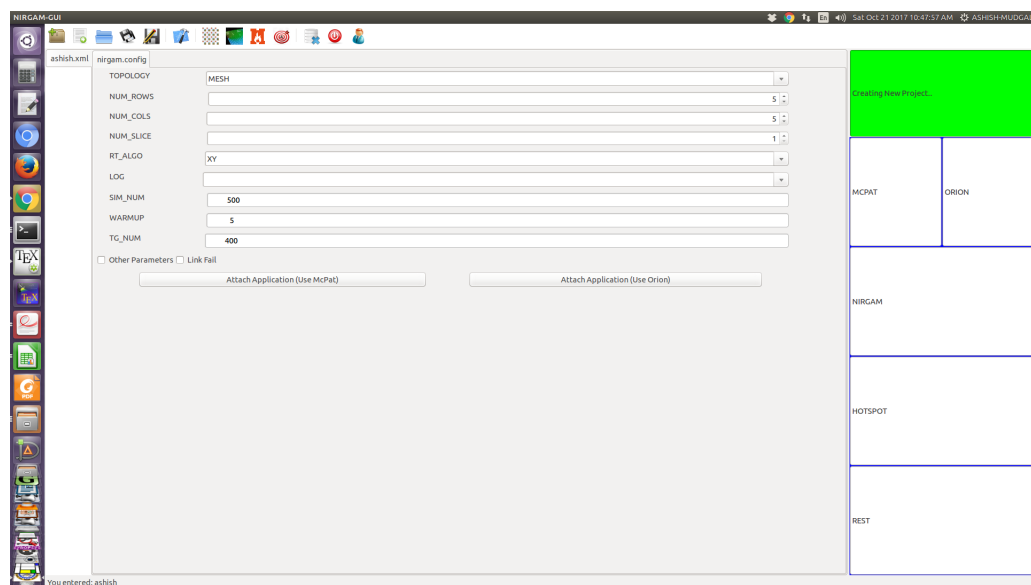 NIRGAM-GUI
En Sat Oct 21 2017 10:47:57 AM ASHISH-MUDGAL
ashish.xml nirgam.config
TOPOLOGY MESH
NUM_ROWS 5
NUM_COLS 5
NUM_SLICE 1
RT_ALGO XY
LOG
SIM_NUM 500
WARMUP 5
TG_NUM 400
Other Parameters Link Fail
Attach Application (Use McPat) Attach Application (Use Orion)
Creating New Project..
MCPAT ORION
NIRGAM
HOTSPOT
REST
You entered: ashish